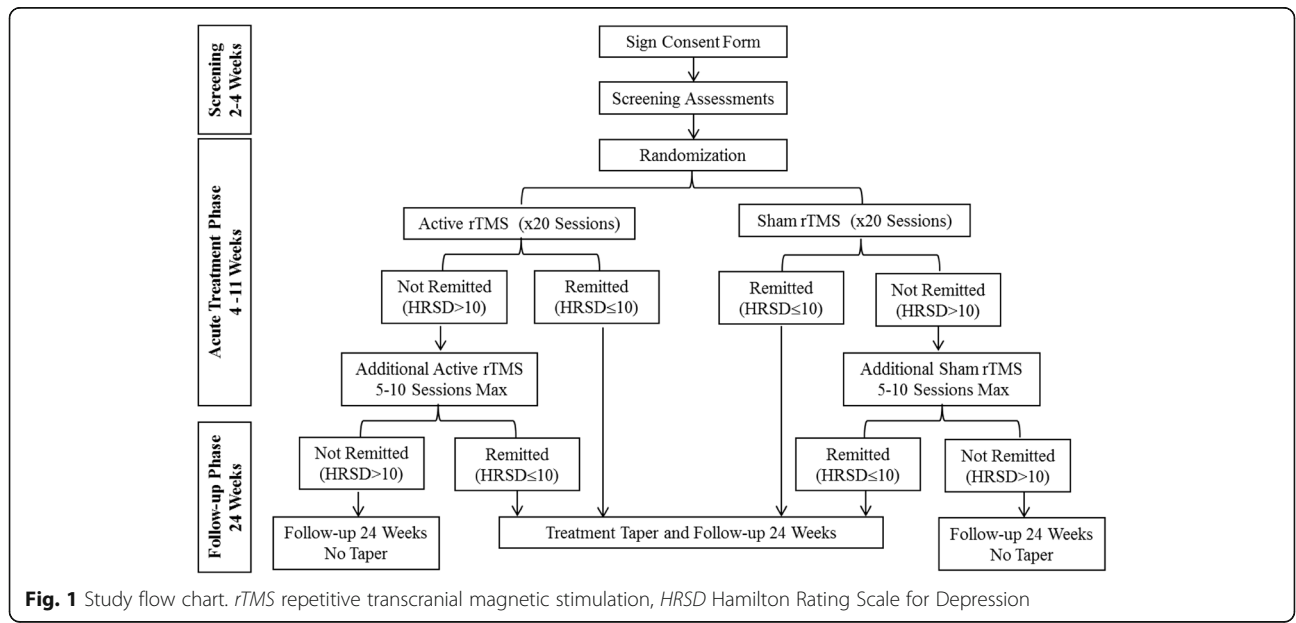 Screening
2-4 Weeks
Sign Consent Form
Screening Assessments
Acute Treatment Phase
4 -11 Weeks
Randomization
Active rTMS (x20 Sessions)
Sham rTMS (x20 Sessions)
Not Remitted
(HRSD>10)
Remitted
(HRSD≤10)
Remitted
(HRSD≤10)
Not Remitted
(HRSD>10)
Additional Active rTMS
5-10 Sessions Max
Additional Sham rTMS
5-10 Sessions Max
Follow-up Phase
24 Weeks
Not Remitted
(HRSD>10)
Remitted
(HRSD≤10)
Remitted
(HRSD≤10)
Not Remitted
(HRSD>10)
Follow-up 24 Weeks
No Taper
Treatment Taper and Follow-up 24 Weeks
Follow-up 24 Weeks
No Taper
Fig. 1 Study flow chart. rTMS repetitive transcranial magnetic stimulation, HRSD Hamilton Rating Scale for Depression